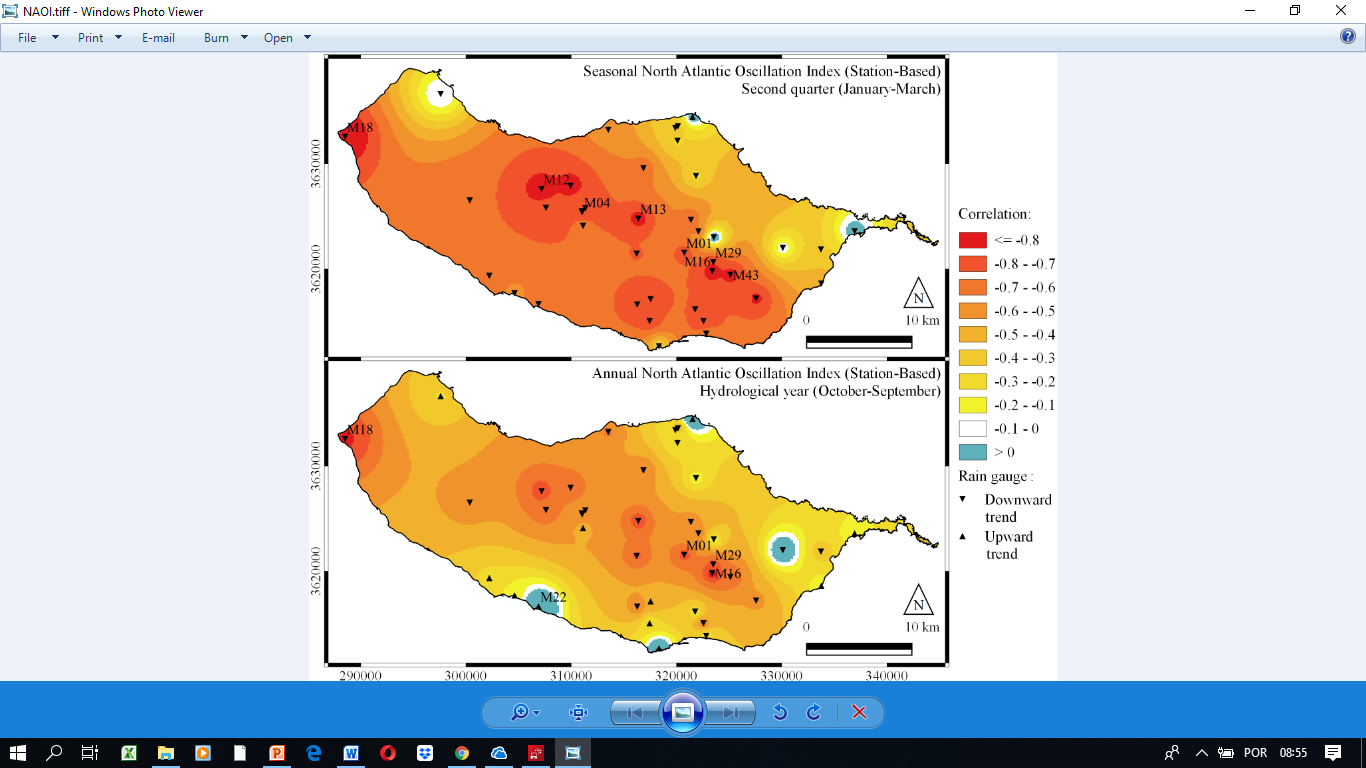 NAOI.tiff - Windows Photo Viewer
File Print E-mail Burn Open
Seasonal North Atlantic Oscillation Index (Station-Based)
Second quarter (January-March)
M18
M12
M04
M13
M01
M29
M16
M43
3630000
3620000
N
0 10 km
Annual North Atlantic Oscillation Index (Station-Based)
Hydrological year (October-September)
M18
M01
M29
M16
M22
3630000
3620000
N
0 10 km
290000 300000 310000 320000 330000 340000
Correlation:
<= -0.8
-0.8 - -0.7
-0.7 - -0.6
-0.6 - -0.5
-0.5 - -0.4
-0.4 - -0.3
-0.3 - -0.2
-0.2 - -0.1
-0.1 - 0
> 0
Rain gauge :
Downward
trend
Upward
trend
POR 08:55